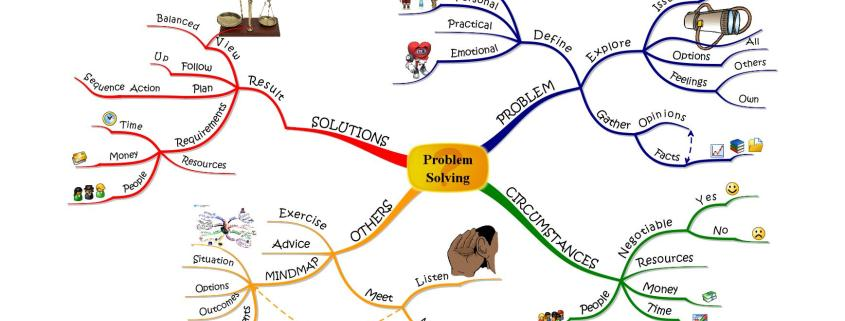 Problem
Solving
SOLUTIONS
Result
View
Balanced
Follow
Up
Plan
Action
Sequence
Requirements
Time
Money
People
Resources
PROBLEM
Define
Personal
Practical
Emotional
Explore
Options
All
Feelings
Others
Own
Gather
Opinions
Facts
CIRCUMSTANCES
Negotiable
Yes
No
Resources
Money
Time
People
OTHERS
Exercise
Advice
MINDMAP
Situation
Options
Outcomes
Meet
Listen